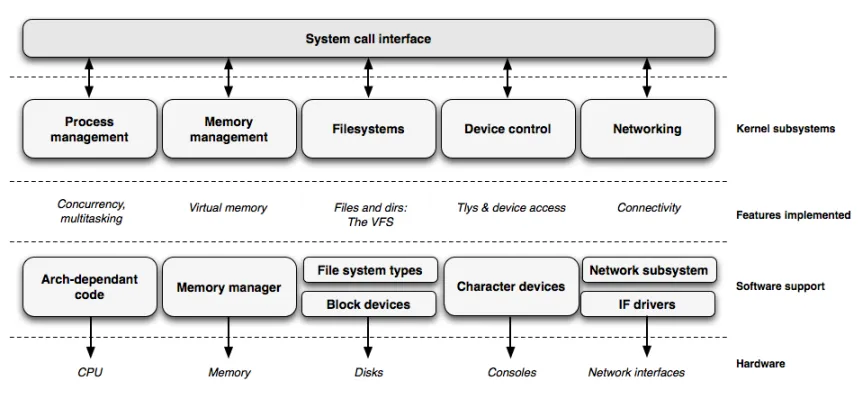 System call interface
Process
management
Memory
management
Filesystems
Device control
Networking
Kernel subsystems
Concurrency,
multitasking
Virtual memory
Files and dirs:
The VFS
Tlys & device access
Connectivity
Features implemented
Arch-dependant
code
Memory manager
File system types
Block devices
Character devices
Network subsystem
IF drivers
Software support
CPU
Memory
Disks
Consoles
Network interfaces
Hardware